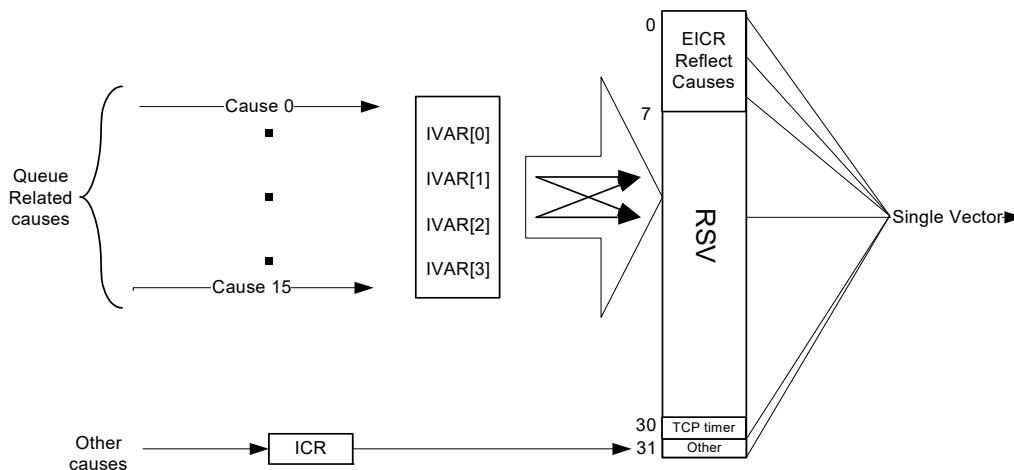 0
EICR
Reflect
Causes
7
Cause 0
IVAR[0]
IVAR[1]
IVAR[2]
IVAR[3]
Queue
Related
causes
Cause 15
RSV
Single Vector
30
TCP timer
31
Other
Other
causes
ICR